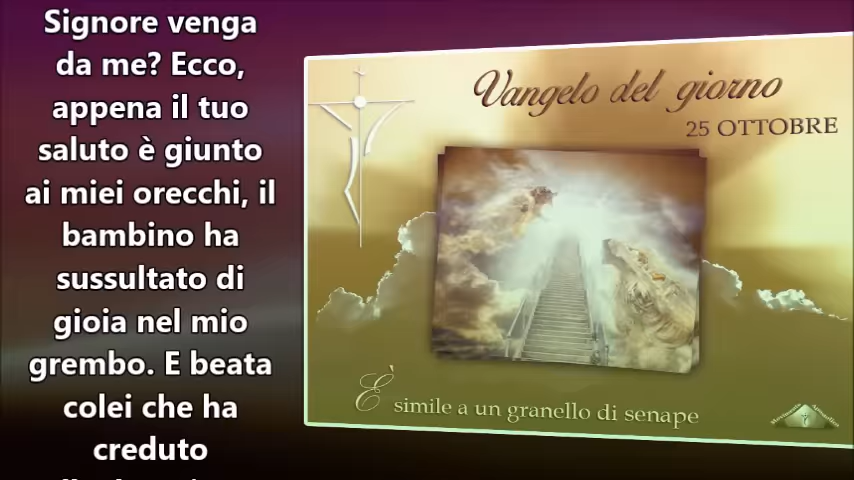 Signore venga
da me? Ecco,
appena il tuo
saluto è giunto
ai miei orecchi, il
bambino ha
sussultato di
gioia nel mio
grembo. E beata
colei che ha
creduto
Vangelo del giorno
25 OTTOBRE
È simile a un granello di senape